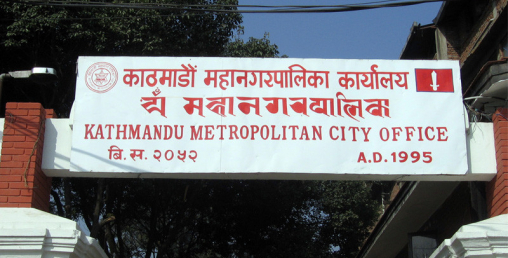 काठमाडौं महानगरपालिका कार्यालय
KATHMANDU METROPOLITAN CITY OFFICE
बि. स. २०५२ A.D. 1995